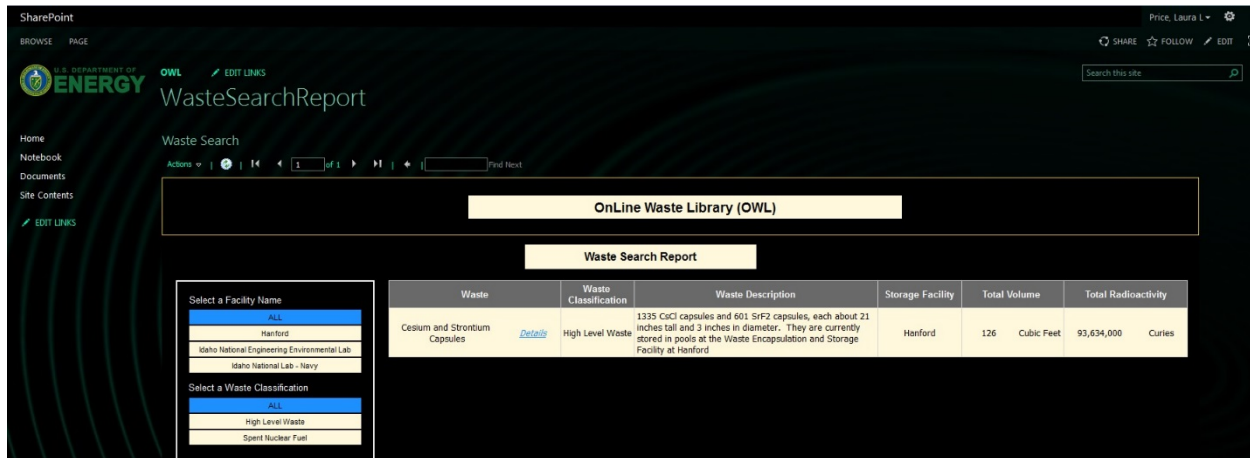 SharePoint
Price, Laura L
BROWSE PAGE
SHARE FOLLOW EDIT
U.S. DEPARTMENT OF
ENERGY
OWL EDIT LINKS
WasteSearchReport
Search this site
Home
Notebook
Documents
Site Contents
EDIT LINKS
Waste Search
Actions | | 1 of 1 | | Find Next
OnLine Waste Library (OWL)
Waste Search Report
Select a Facility Name
ALL
Hanford
Idaho National Engineering Environmental Lab
Idaho National Lab - Navy
Select a Waste Classification
ALL
High Level Waste
Spent Nuclear Fuel
Waste
Waste
Classification
Waste Description
Storage Facility
Total Volume
Total Radioactivity
Cesium and Strontium
Capsules
Details
High Level Waste
1335 CsCl capsules and 601 SrF2 capsules, each about 21
inches tall and 3 inches in diameter. They are currently
stored in pools at the Waste Encapsulation and Storage
Facility at Hanford
Hanford
126 Cubic Feet
93,634,000 Curies